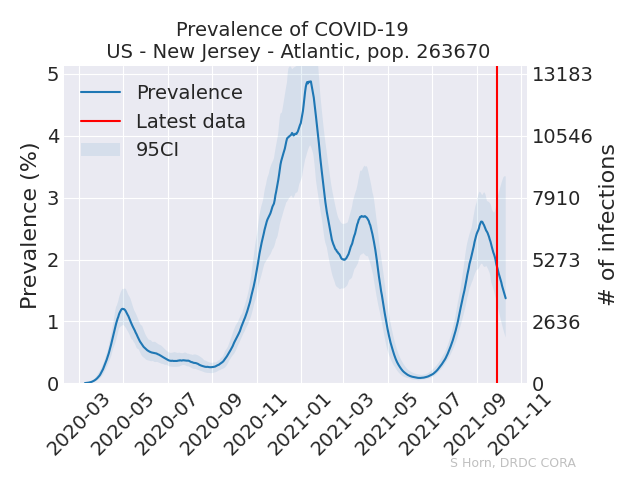 Prevalence of COVID-19
US - New Jersey - Atlantic, pop. 263670
Prevalence (%)
5
4
3
2
1
0
Prevalence
Latest data
95CI
13183
10546
7910
5273
2636
0
# of infections
2020-03
2020-05
2020-07
2020-09
2020-11
2021-01
2021-03
2021-05
2021-07
2021-09
2021-11
S Horn, DRDC CORA